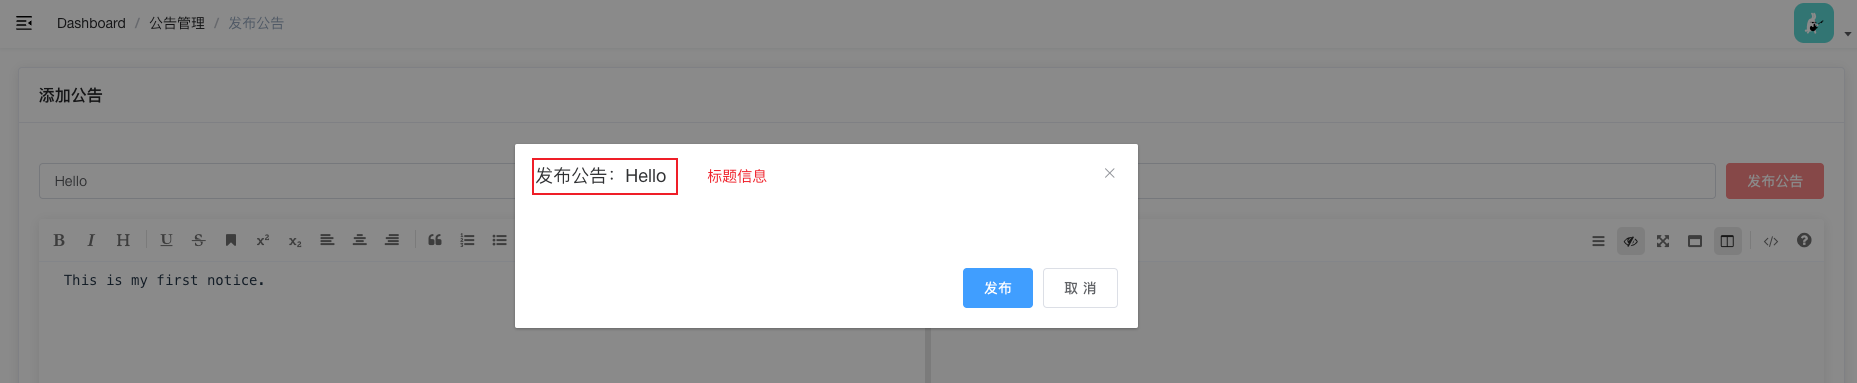 Dashboard / 公告管理 / 发布公告
添加公告
Hello
发布公告
发布公告：Hello
标题信息
B I H U S x² x₂
This is my first notice.
发布 取 消